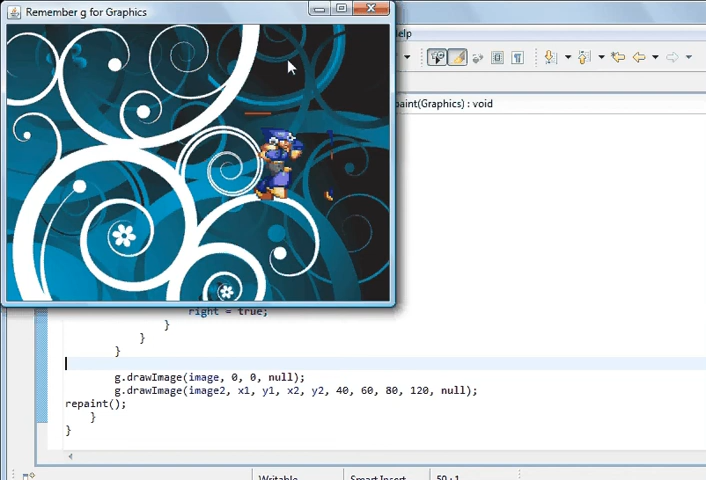 Remember g for Graphics
elp
paint(Graphics) : void
right = true;
}
}
}
g.drawImage(image, 0, 0, null);
g.drawImage(image2, x1, y1, x2, y2, 40, 60, 80, 120, null);
repaint();
}
}
Writable
Smart Insert
50 : 1